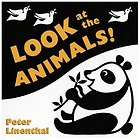 LOOK at the
ANIMALS!
Peter
Linenthal